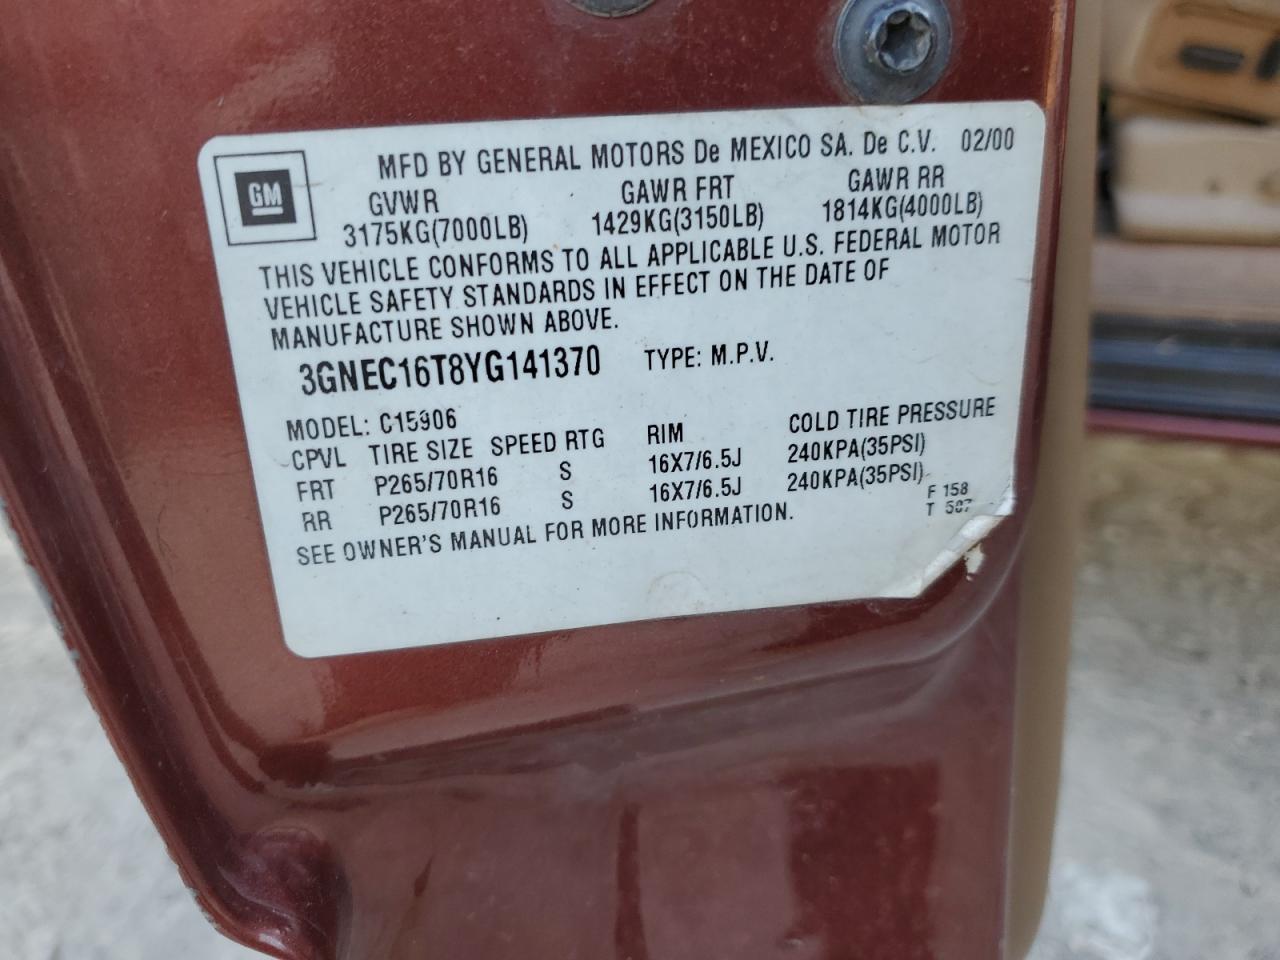 GM
MFD BY GENERAL MOTORS De MEXICO SA. De C.V. 02/00
GVWR GAWR FRT GAWR RR
3175KG(7000LB) 1429KG(3150LB) 1814KG(4000LB)
THIS VEHICLE CONFORMS TO ALL APPLICABLE U.S. FEDERAL MOTOR
VEHICLE SAFETY STANDARDS IN EFFECT ON THE DATE OF
MANUFACTURE SHOWN ABOVE.
3GNEC16T8YG141370 TYPE: M.P.V.
MODEL: C15906
CPVL TIRE SIZE SPEED RTG RIM COLD TIRE PRESSURE
FRT P265/70R16 S 16X7/6.5J 240KPA(35PSI)
RR P265/70R16 S 16X7/6.5J 240KPA(35PSI)
SEE OWNER'S MANUAL FOR MORE INFORMATION.
F 158
T 507